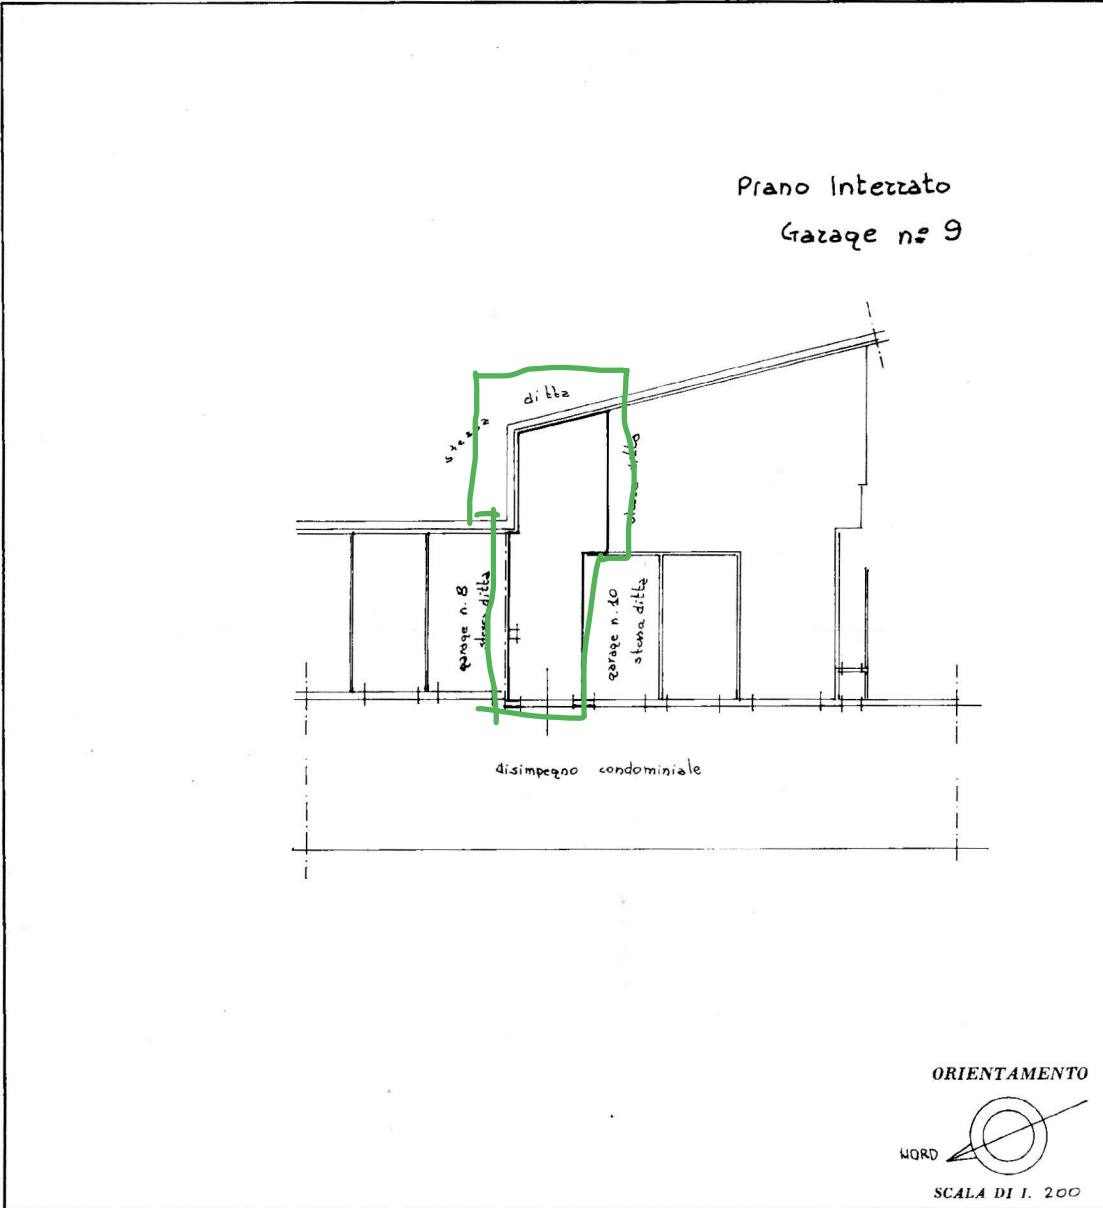 Piano Interrato
Garage n° 9
ditta
garage n. 8
stessa ditta
garage n. 10
stessa ditta
disimpegno condominiale
ORIENTAMENTO
NORD
SCALA DI 1. 200